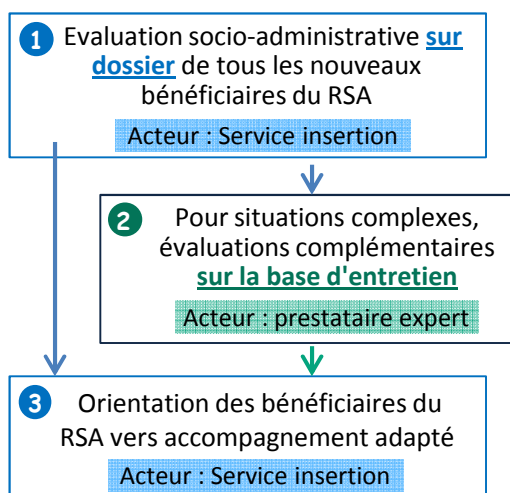 1 Evaluation socio-administrative sur
dossier de tous les nouveaux
bénéficiaires du RSA
Acteur : Service insertion
2 Pour situations complexes,
évaluations complémentaires
sur la base d'entretien
Acteur : prestataire expert
3 Orientation des bénéficiaires du
RSA vers accompagnement adapté
Acteur : Service insertion